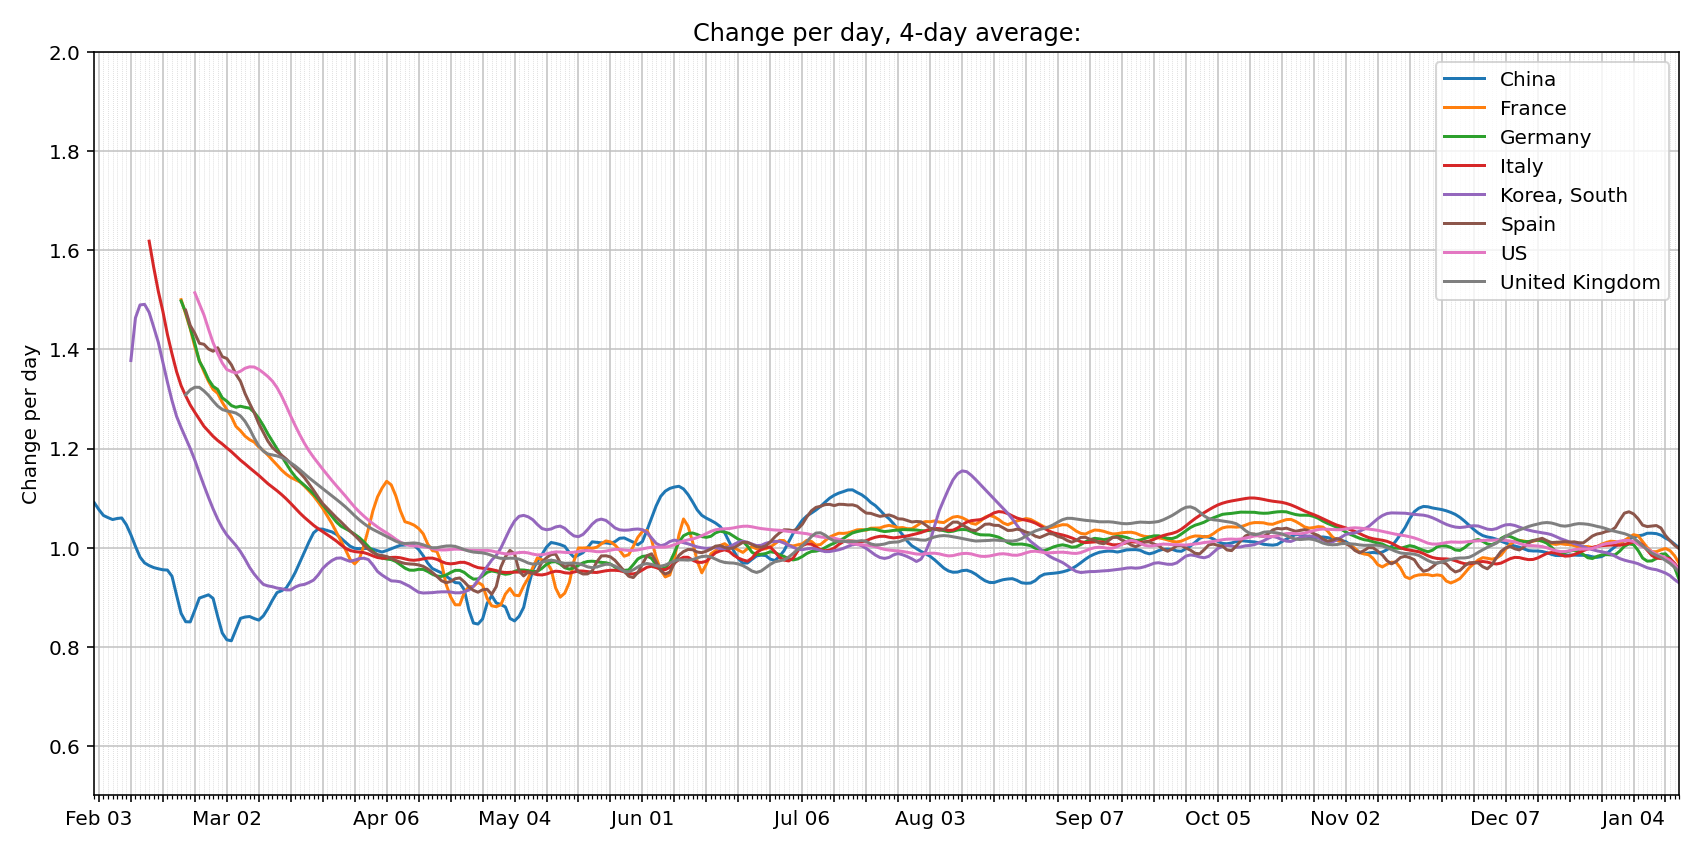 Change per day, 4-day average:
Change per day
2.0
1.8
1.6
1.4
1.2
1.0
0.8
0.6
China
France
Germany
Italy
Korea, South
Spain
US
United Kingdom
Feb 03 Mar 02 Apr 06 May 04 Jun 01 Jul 06 Aug 03 Sep 07 Oct 05 Nov 02 Dec 07 Jan 04